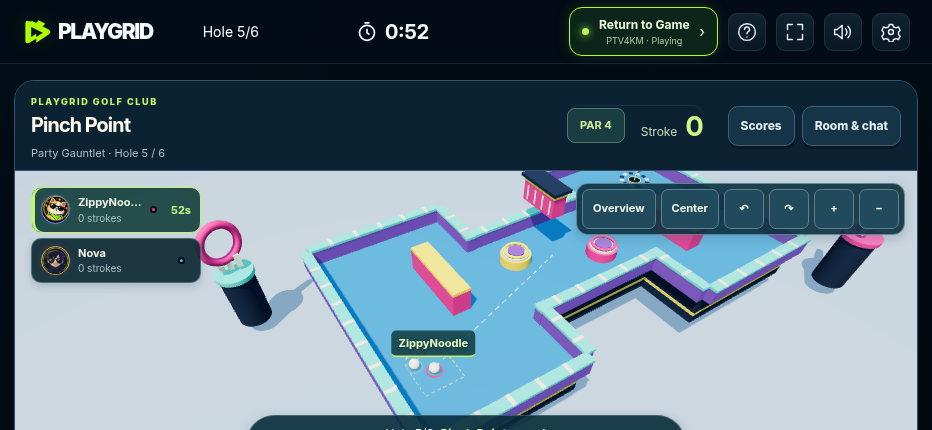 PLAYGRID
Hole 5/6
0:52
Return to Game
PTV4KM · Playing
PLAYGRID GOLF CLUB
Pinch Point
Party Gauntlet · Hole 5 / 6
PAR 4
Stroke 0
Scores
Room & chat
ZippyNoo...
0 strokes
52s
Nova
0 strokes
Overview
Center
ZippyNoodle